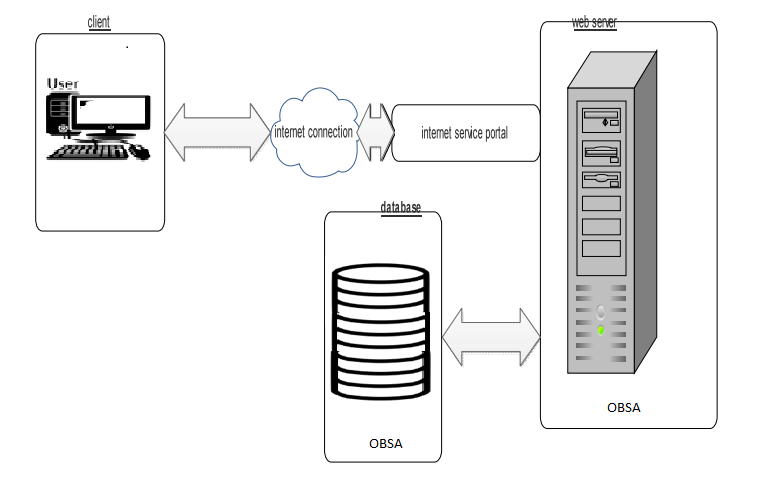 client
web server
User
internet connection
internet service portal
database
OBSA
OBSA